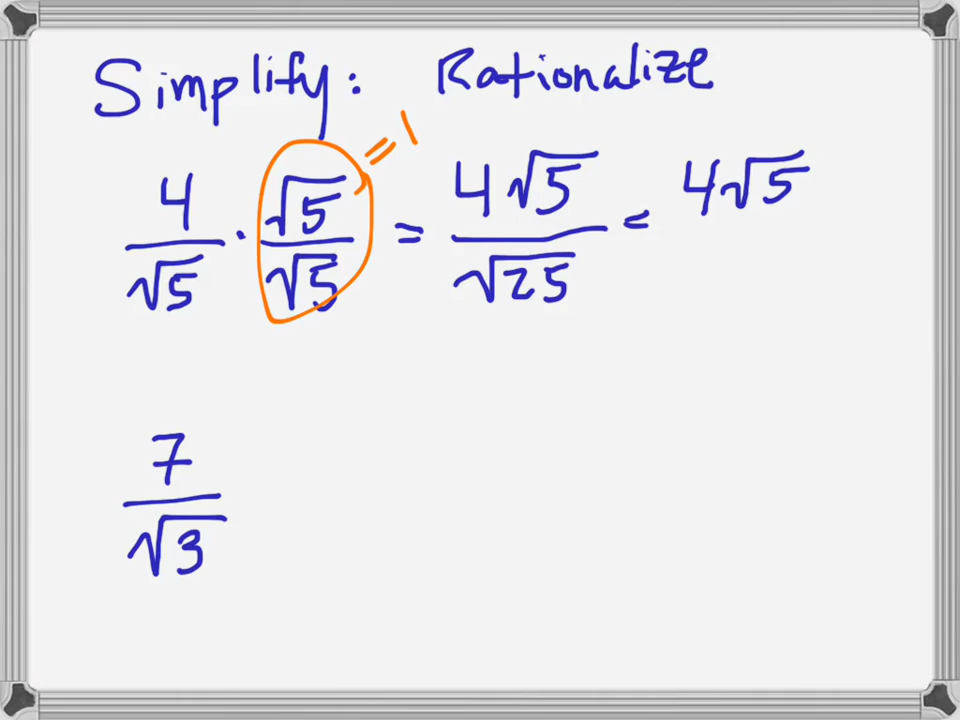 Simplify: Rationalize
4/√5 · √5/√5 = 1 = 4√5/√25 = 4√5
7/√3